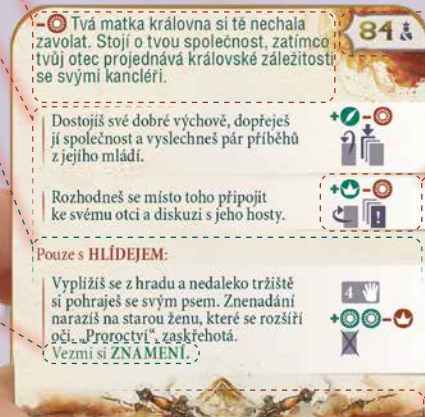 - Tvá matka královna si tě nechala
zavolat. Stojí o tvou společnost, zatímco
tvůj otec projednává královské záležitosti
se svými kancléři.
84
Dostojíš své dobré výchově, dopřeješ
jí společnost a vyslechneš pár příběhů
z jejího mládí.
+ -
Rozhodneš se místo toho připojit
ke svému otci a diskuzi s jeho hosty.
+ -
!
Pouze s HLÍDEJEM:
Vyplížíš se z hradu a nedaleko tržiště
si pohraješ se svým psem. Znenadání
narazíš na starou ženu, které se rozšíří
oči. „Proroctví“, zaskřehotá.
Vezmi si ZNAMENÍ.
4
+ -